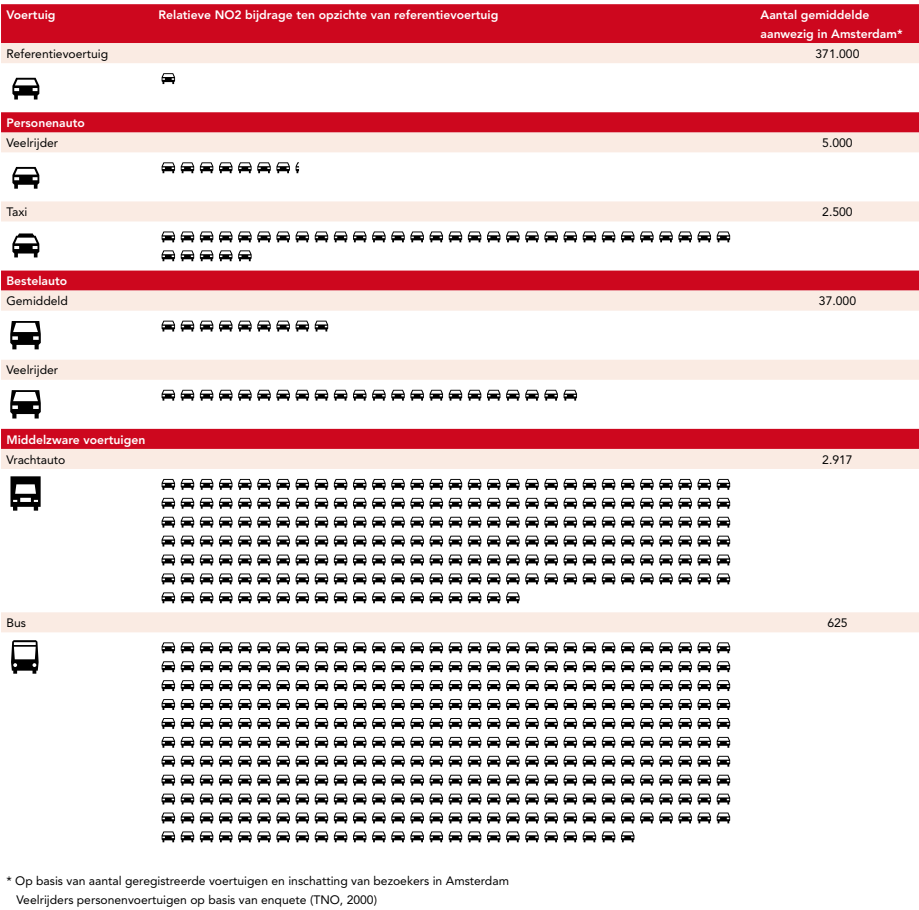 Voertuig Relatieve NO2 bijdrage ten opzichte van referentievoertuig Aantal gemiddelde
aanwezig in Amsterdam*
Referentievoertuig 371.000
Personenauto
Veelrijder 5.000
Taxi 2.500
Bestelauto
Gemiddeld 37.000
Veelrijder
Middelzware voertuigen
Vrachtauto 2.917
Bus 625
* Op basis van aantal geregistreerde voertuigen en inschatting van bezoekers in Amsterdam
Veelrijders personenvoertuigen op basis van enquete (TNO, 2000)